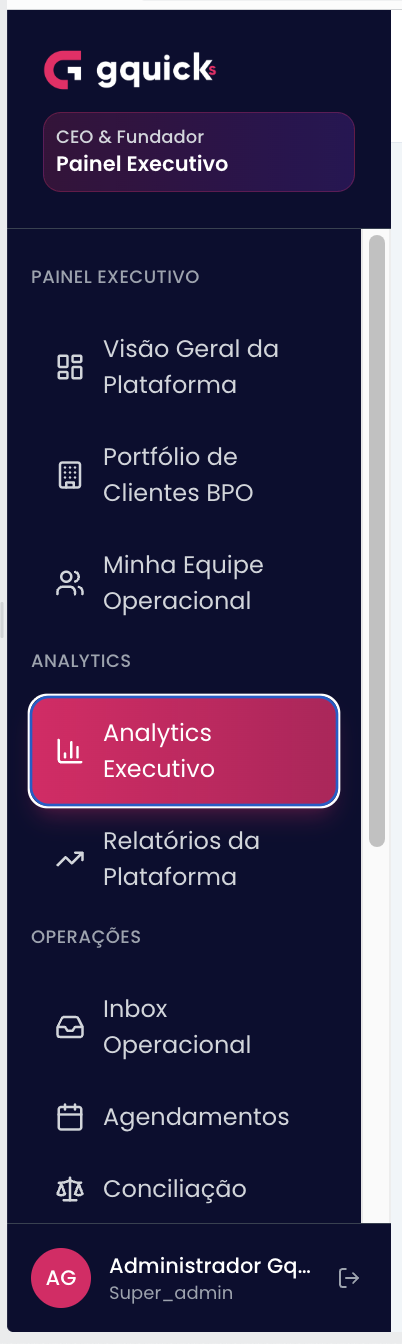 gquicks
CEO & Fundador
Painel Executivo
PAINEL EXECUTIVO
Visão Geral da
Plataforma
Portfólio de
Clientes BPO
Minha Equipe
Operacional
ANALYTICS
Analytics
Executivo
Relatórios da
Plataforma
OPERAÇÕES
Inbox
Operacional
Agendamentos
Conciliação
AG
Administrador Gq...
Super_admin